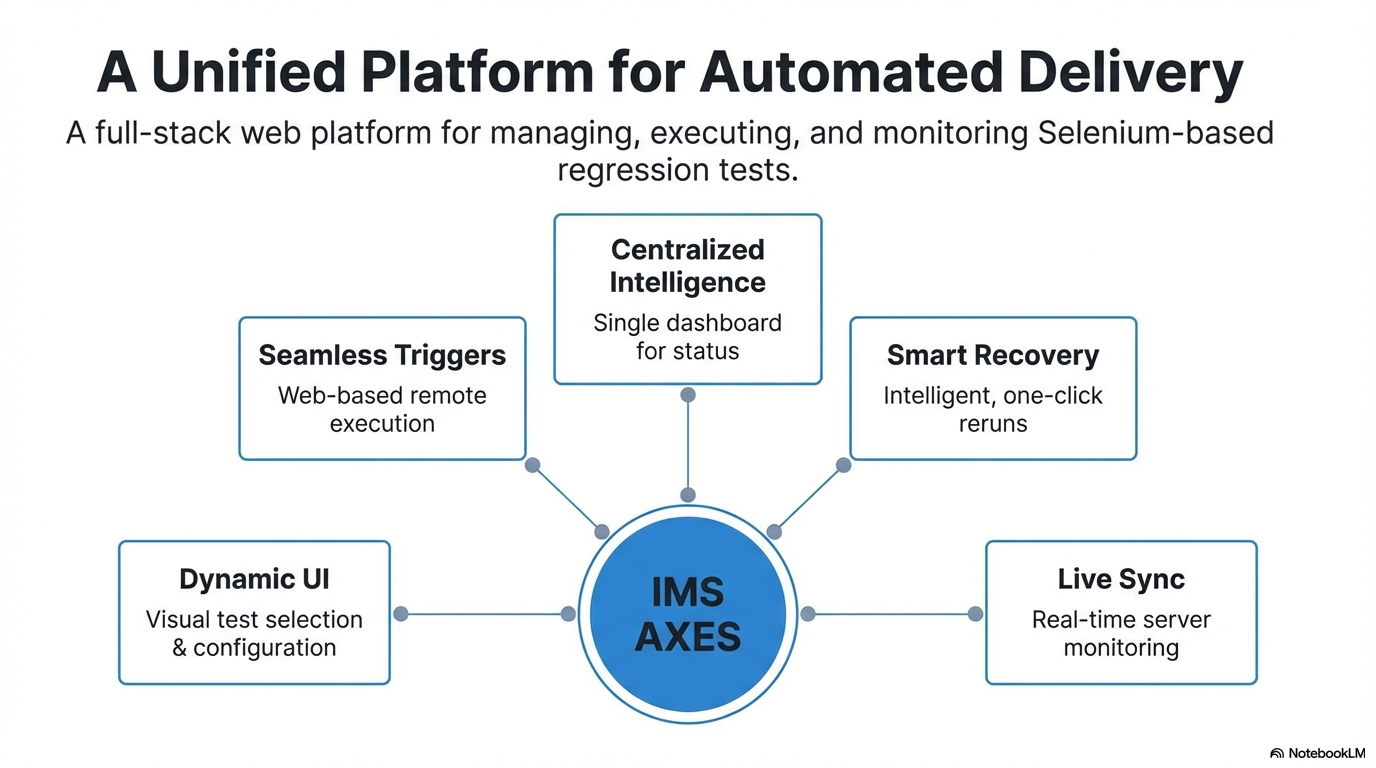 A Unified Platform for Automated Delivery
A full-stack web platform for managing, executing, and monitoring Selenium-based
regression tests.
Centralized
Intelligence
Single dashboard
for status
Seamless Triggers
Web-based remote
execution
Smart Recovery
Intelligent, one-click
reruns
Dynamic UI
Visual test selection
& configuration
IMS
AXES
Live Sync
Real-time server
monitoring
NotebookLM